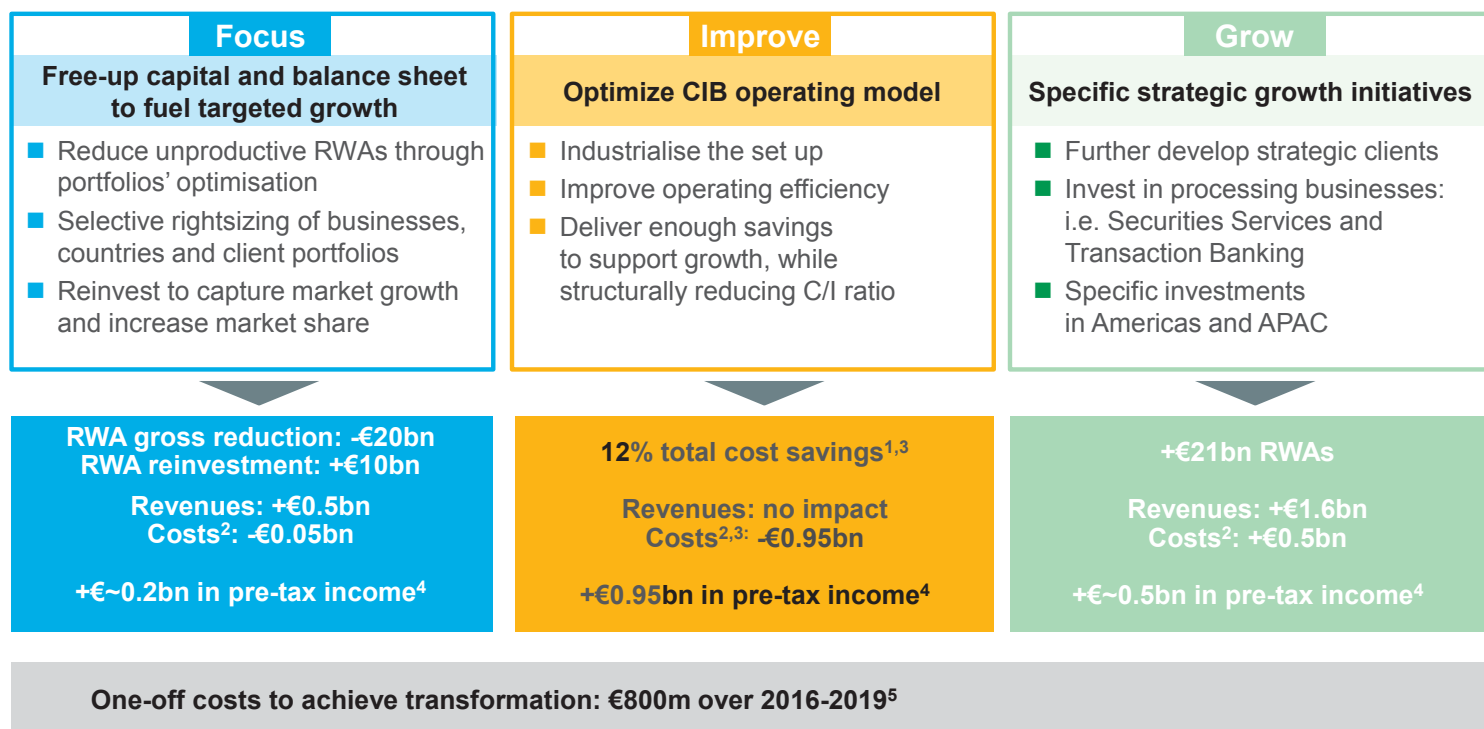 Focus
Free-up capital and balance sheet
to fuel targeted growth
■ Reduce unproductive RWAs through
portfolios’ optimisation
■ Selective rightsizing of businesses,
countries and client portfolios
■ Reinvest to capture market growth
and increase market share
RWA gross reduction: -€20bn
RWA reinvestment: +€10bn
Revenues: +€0.5bn
Costs²: -€0.05bn
+€~0.2bn in pre-tax income⁴
Improve
Optimize CIB operating model
■ Industrialise the set up
■ Improve operating efficiency
■ Deliver enough savings
to support growth, while
structurally reducing C/I ratio
12% total cost savings¹,³
Revenues: no impact
Costs²,³: -€0.95bn
+€0.95bn in pre-tax income⁴
Grow
Specific strategic growth initiatives
■ Further develop strategic clients
■ Invest in processing businesses:
i.e. Securities Services and
Transaction Banking
■ Specific investments
in Americas and APAC
+€21bn RWAs
Revenues: +€1.6bn
Costs²: +€0.5bn
+€~0.5bn in pre-tax income⁴
One-off costs to achieve transformation: €800m over 2016-2019⁵